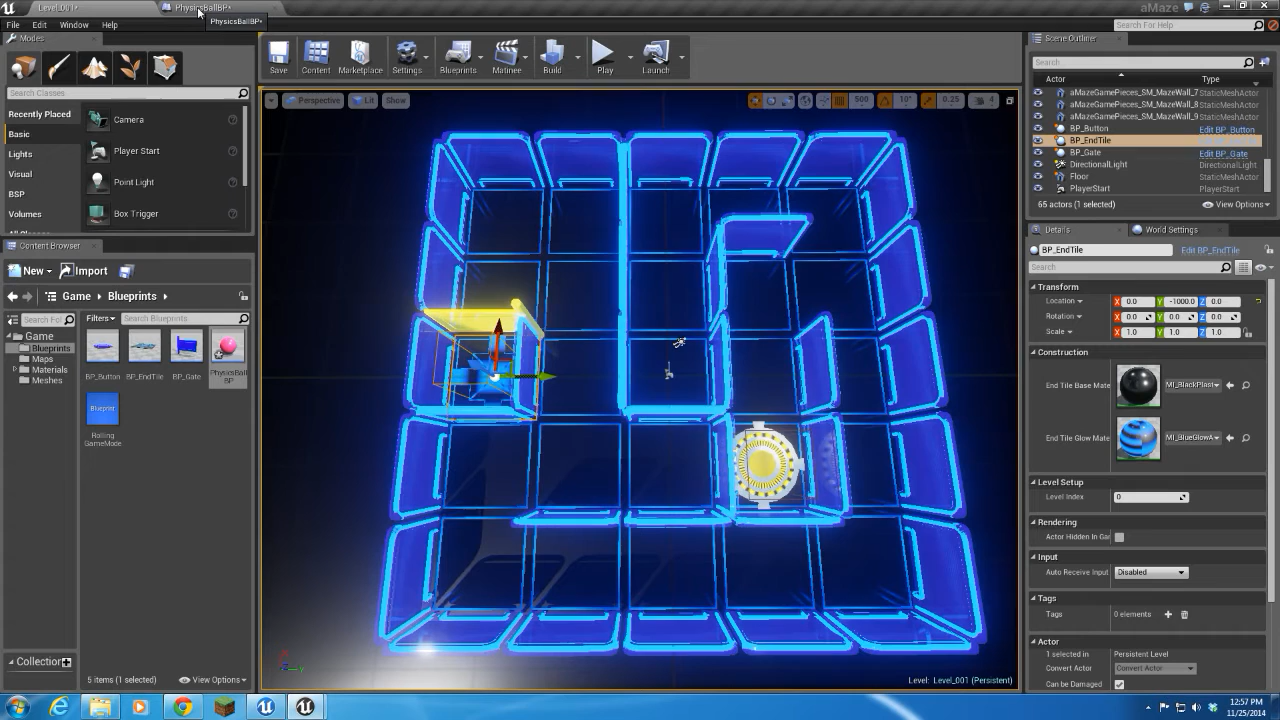 Level_001*
PhysicsBallBP*
aMaze
File Edit Window Help
PhysicsBallBP*
Search For Help
Modes
Search Classes
Recently Placed
Basic
Lights
Visual
BSP
Volumes
Camera
Player Start
Point Light
Box Trigger
Save Content Marketplace Settings Blueprints Matinee Build Play Launch
Perspective Lit Show
500 10° 0.25 4
Content Browser
New Import
Game Blueprints
Search Fo
Filters Search Blueprints
Game
Blueprints
Maps
Materials
Meshes
BP_Button BP_EndTile BP_Gate PhysicsBall
BP
Blueprint
Rolling
GameMode
Collection
5 items (1 selected) View Options
Level: Level_001 (Persistent)
Scene Outliner
Search
Actor Type
aMazeGamePieces_SM_MazeWall_7 StaticMeshActor
aMazeGamePieces_SM_MazeWall_8 StaticMeshActor
aMazeGamePieces_SM_MazeWall_9 StaticMeshActor
BP_Button Edit BP_Button
BP_EndTile
BP_Gate Edit BP_Gate
DirectionalLight DirectionalLight
Floor StaticMeshActor
PlayerStart PlayerStart
65 actors (1 selected) View Options
Details World Settings
BP_EndTile Edit BP_EndTile
Search
Transform
Location X 0.0 Y -1000.0 Z 0.0
Rotation X 0.0 Y 0.0 Z 0.0
Scale X 1.0 Y 1.0 Z 1.0
Construction
End Tile Base Mate MI_BlackPlast
End Tile Glow Mate MI_BlueGlowA
Level Setup
Level Index 0
Rendering
Actor Hidden In Ga
Input
Auto Receive Input Disabled
Tags
Tags 0 elements
Actor
1 selected in Persistent Level
Convert Actor Convert Actor
Can be Damaged
12:57 PM
11/25/2014